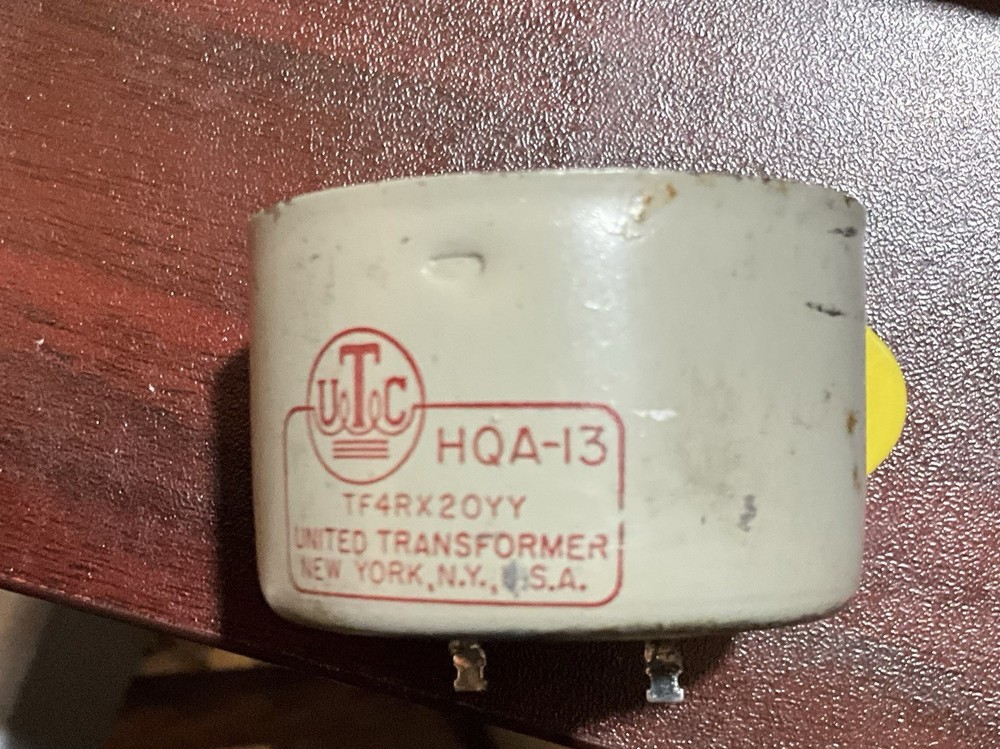 UTC
HQA-13
TF4RX20YY
UNITED TRANSFORMER
NEW YORK, N.Y., U.S.A.